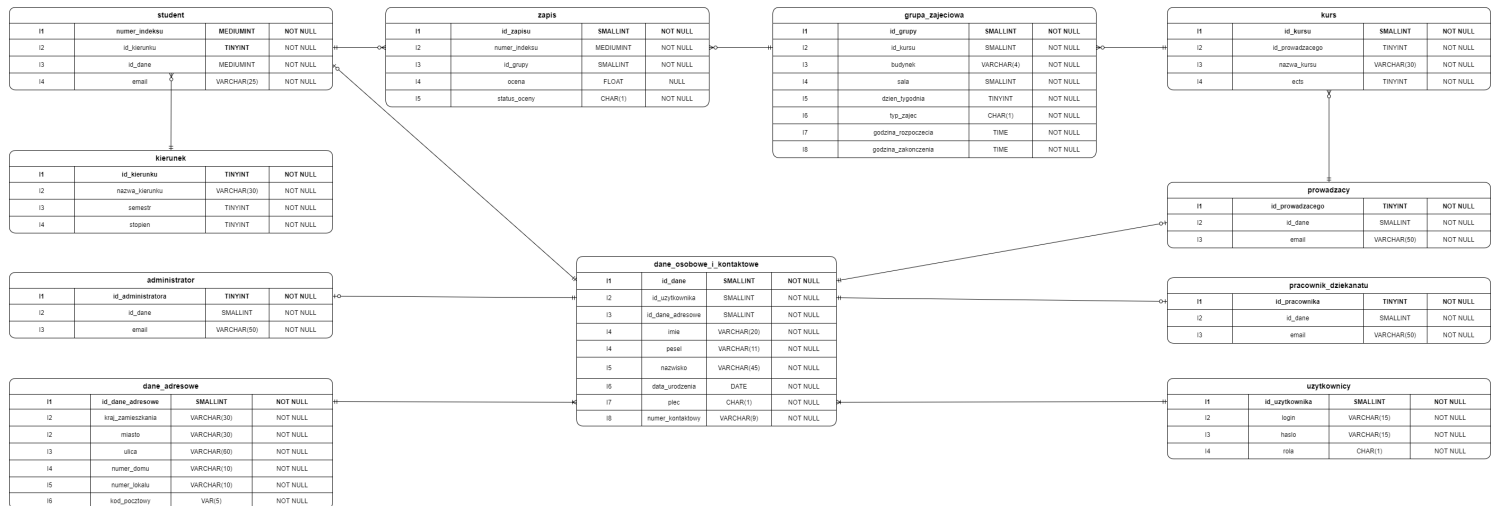 student
I1 numer_indeksu MEDIUMINT NOT NULL
I2 id_kierunku TINYINT NOT NULL
I3 id_dane MEDIUMINT NOT NULL
I4 email VARCHAR(25) NOT NULL
zapis
I1 id_zapisu SMALLINT NOT NULL
I2 numer_indeksu MEDIUMINT NOT NULL
I3 id_grupy SMALLINT NOT NULL
I4 ocena FLOAT NULL
I5 status_oceny CHAR(1) NOT NULL
grupa_zajeciowa
I1 id_grupy SMALLINT NOT NULL
I2 id_kursu SMALLINT NOT NULL
I3 budynek VARCHAR(4) NOT NULL
I4 sala SMALLINT NOT NULL
I5 dzien_tygodnia TINYINT NOT NULL
I6 typ_zajec CHAR(1) NOT NULL
I7 godzina_rozpoczecia TIME NOT NULL
I8 godzina_zakonczenia TIME NOT NULL
kurs
I1 id_kursu SMALLINT NOT NULL
I2 id_prowadzacego TINYINT NOT NULL
I3 nazwa_kursu VARCHAR(30) NOT NULL
I4 ects TINYINT NOT NULL
kierunek
I1 id_kierunku TINYINT NOT NULL
I2 nazwa_kierunku VARCHAR(30) NOT NULL
I3 semestr TINYINT NOT NULL
I4 stopien TINYINT NOT NULL
prowadzacy
I1 id_prowadzacego TINYINT NOT NULL
I2 id_dane SMALLINT NOT NULL
I3 email VARCHAR(50) NOT NULL
administrator
I1 id_administratora TINYINT NOT NULL
I2 id_dane SMALLINT NOT NULL
I3 email VARCHAR(50) NOT NULL
dane_osobowe_i_kontaktowe
I1 id_dane SMALLINT NOT NULL
I2 id_uzytkownika SMALLINT NOT NULL
I3 id_dane_adresowe SMALLINT NOT NULL
I4 imie VARCHAR(20) NOT NULL
I4 pesel VARCHAR(11) NOT NULL
I5 nazwisko VARCHAR(45) NOT NULL
I6 data_urodzenia DATE NOT NULL
I7 plec CHAR(1) NOT NULL
I8 numer_kontaktowy VARCHAR(9) NOT NULL
pracownik_dziekanatu
I1 id_pracownika TINYINT NOT NULL
I2 id_dane SMALLINT NOT NULL
I3 email VARCHAR(50) NOT NULL
dane_adresowe
I1 id_dane_adresowe SMALLINT NOT NULL
I2 kraj_zamieszkania VARCHAR(30) NOT NULL
I2 miasto VARCHAR(30) NOT NULL
I3 ulica VARCHAR(60) NOT NULL
I4 numer_domu VARCHAR(10) NOT NULL
I5 numer_lokalu VARCHAR(10) NOT NULL
I6 kod_pocztowy VAR(5) NOT NULL
uzytkownicy
I1 id_uzytkownika SMALLINT NOT NULL
I2 login VARCHAR(15) NOT NULL
I3 haslo VARCHAR(15) NOT NULL
I4 rola CHAR(1) NOT NULL